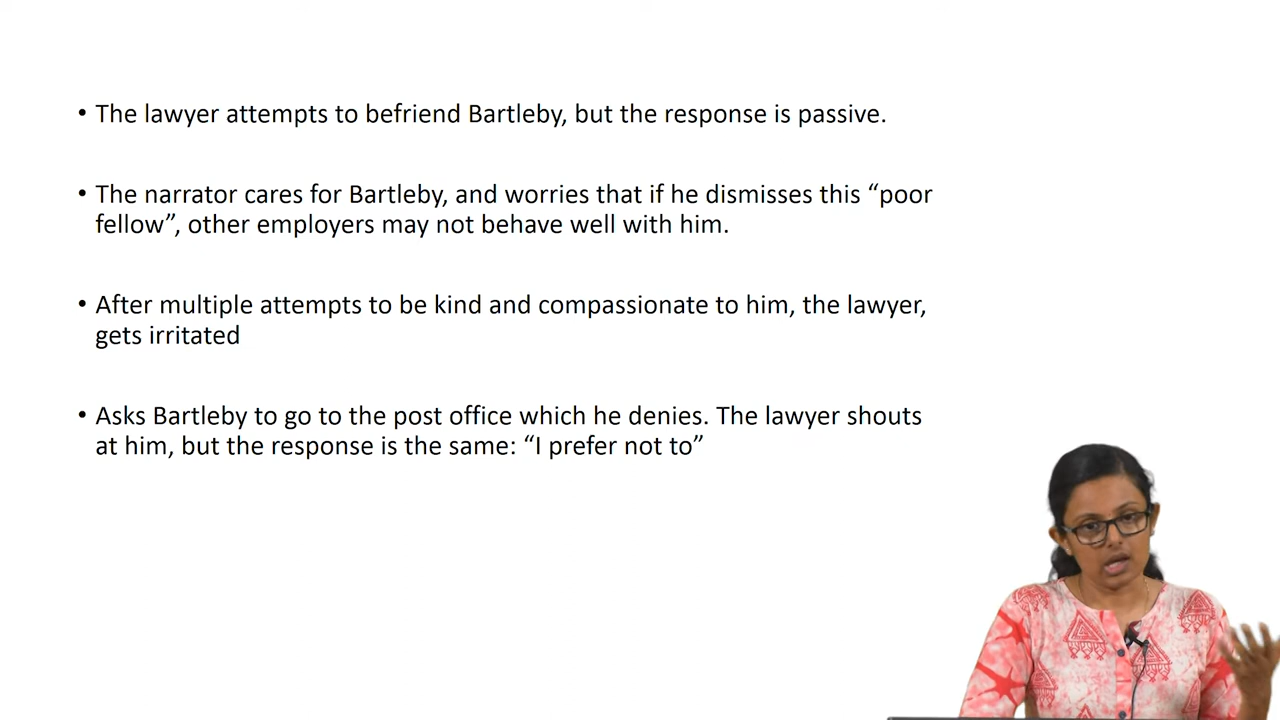 • The lawyer attempts to befriend Bartleby, but the response is passive.
• The narrator cares for Bartleby, and worries that if he dismisses this “poor
fellow”, other employers may not behave well with him.
• After multiple attempts to be kind and compassionate to him, the lawyer,
gets irritated
• Asks Bartleby to go to the post office which he denies. The lawyer shouts
at him, but the response is the same: “I prefer not to”